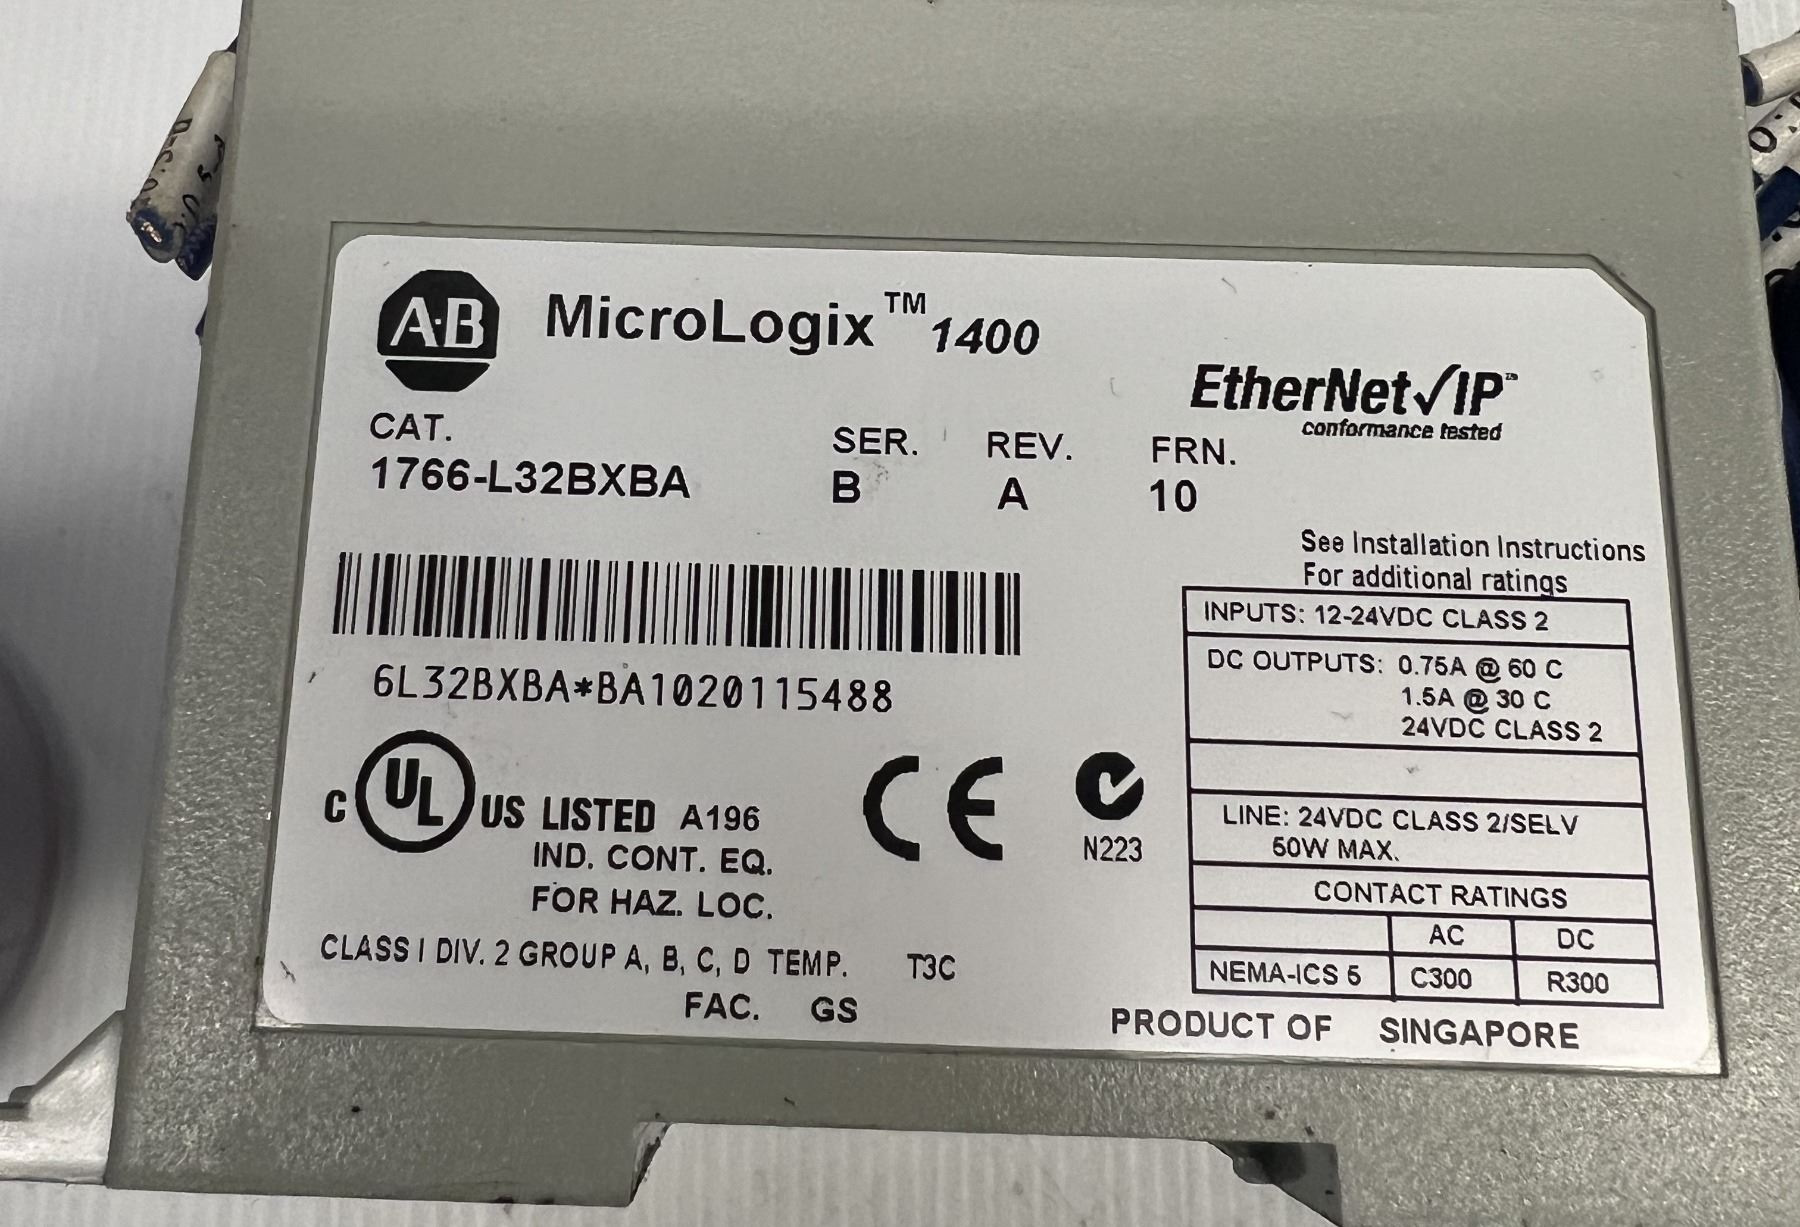 A·B MicroLogix™ 1400
EtherNet/IP™
conformance tested
CAT. SER. REV. FRN.
1766-L32BXBA B A 10
See Installation Instructions
For additional ratings
6L32BXBA*BA1020115488
INPUTS: 12-24VDC CLASS 2
DC OUTPUTS: 0.75A @ 60 C
1.5A @ 30 C
24VDC CLASS 2
LINE: 24VDC CLASS 2/SELV
50W MAX.
CONTACT RATINGS
AC DC
NEMA-ICS 5 C300 R300
C UL US LISTED A196
IND. CONT. EQ.
FOR HAZ. LOC.
CE
N223
CLASS I DIV. 2 GROUP A, B, C, D TEMP. T3C
FAC. GS
PRODUCT OF SINGAPORE